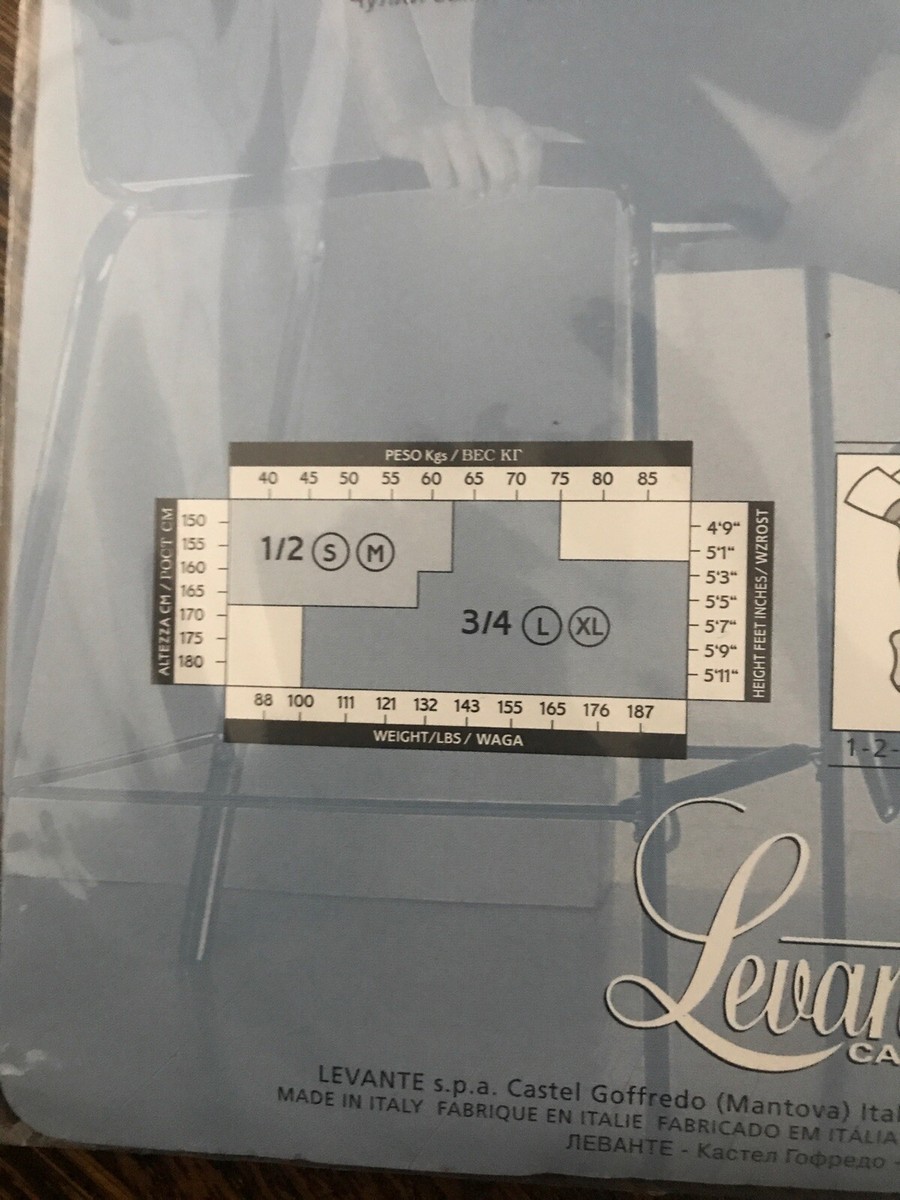 PESO Kgs / ВЕС КГ
40 45 50 55 60 65 70 75 80 85
ALTEZZA CM / РОСТ СМ
150
155
160
165
170
175
180
1/2 S M
3/4 L XL
4'9"
5'1"
5'3"
5'5"
5'7"
5'9"
5'11"
HEIGHT FEET INCHES / WZROST
88 100 111 121 132 143 155 165 176 187
WEIGHT/LBS / WAGA
1-2-
Levan
CA
LEVANTE s.p.a. Castel Goffredo (Mantova) Ital
MADE IN ITALY FABRIQUE EN ITALIE FABRICADO EM ITÁLIA
ЛЕВАНТЕ - Кастел Гофредо -